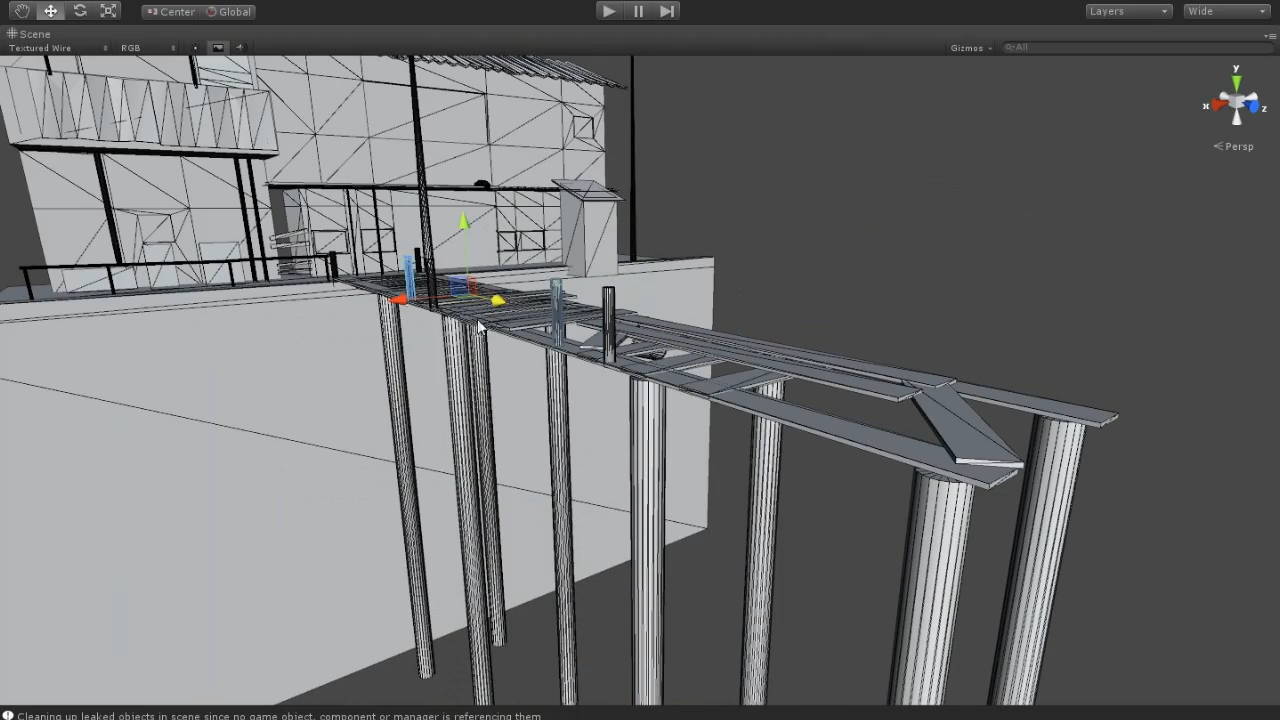 Center Global Layers Wide
Scene
Textured Wire RGB Gizmos All
y
x z
Persp
Cleaning up leaked objects in scene since no game object, component or manager is referencing them